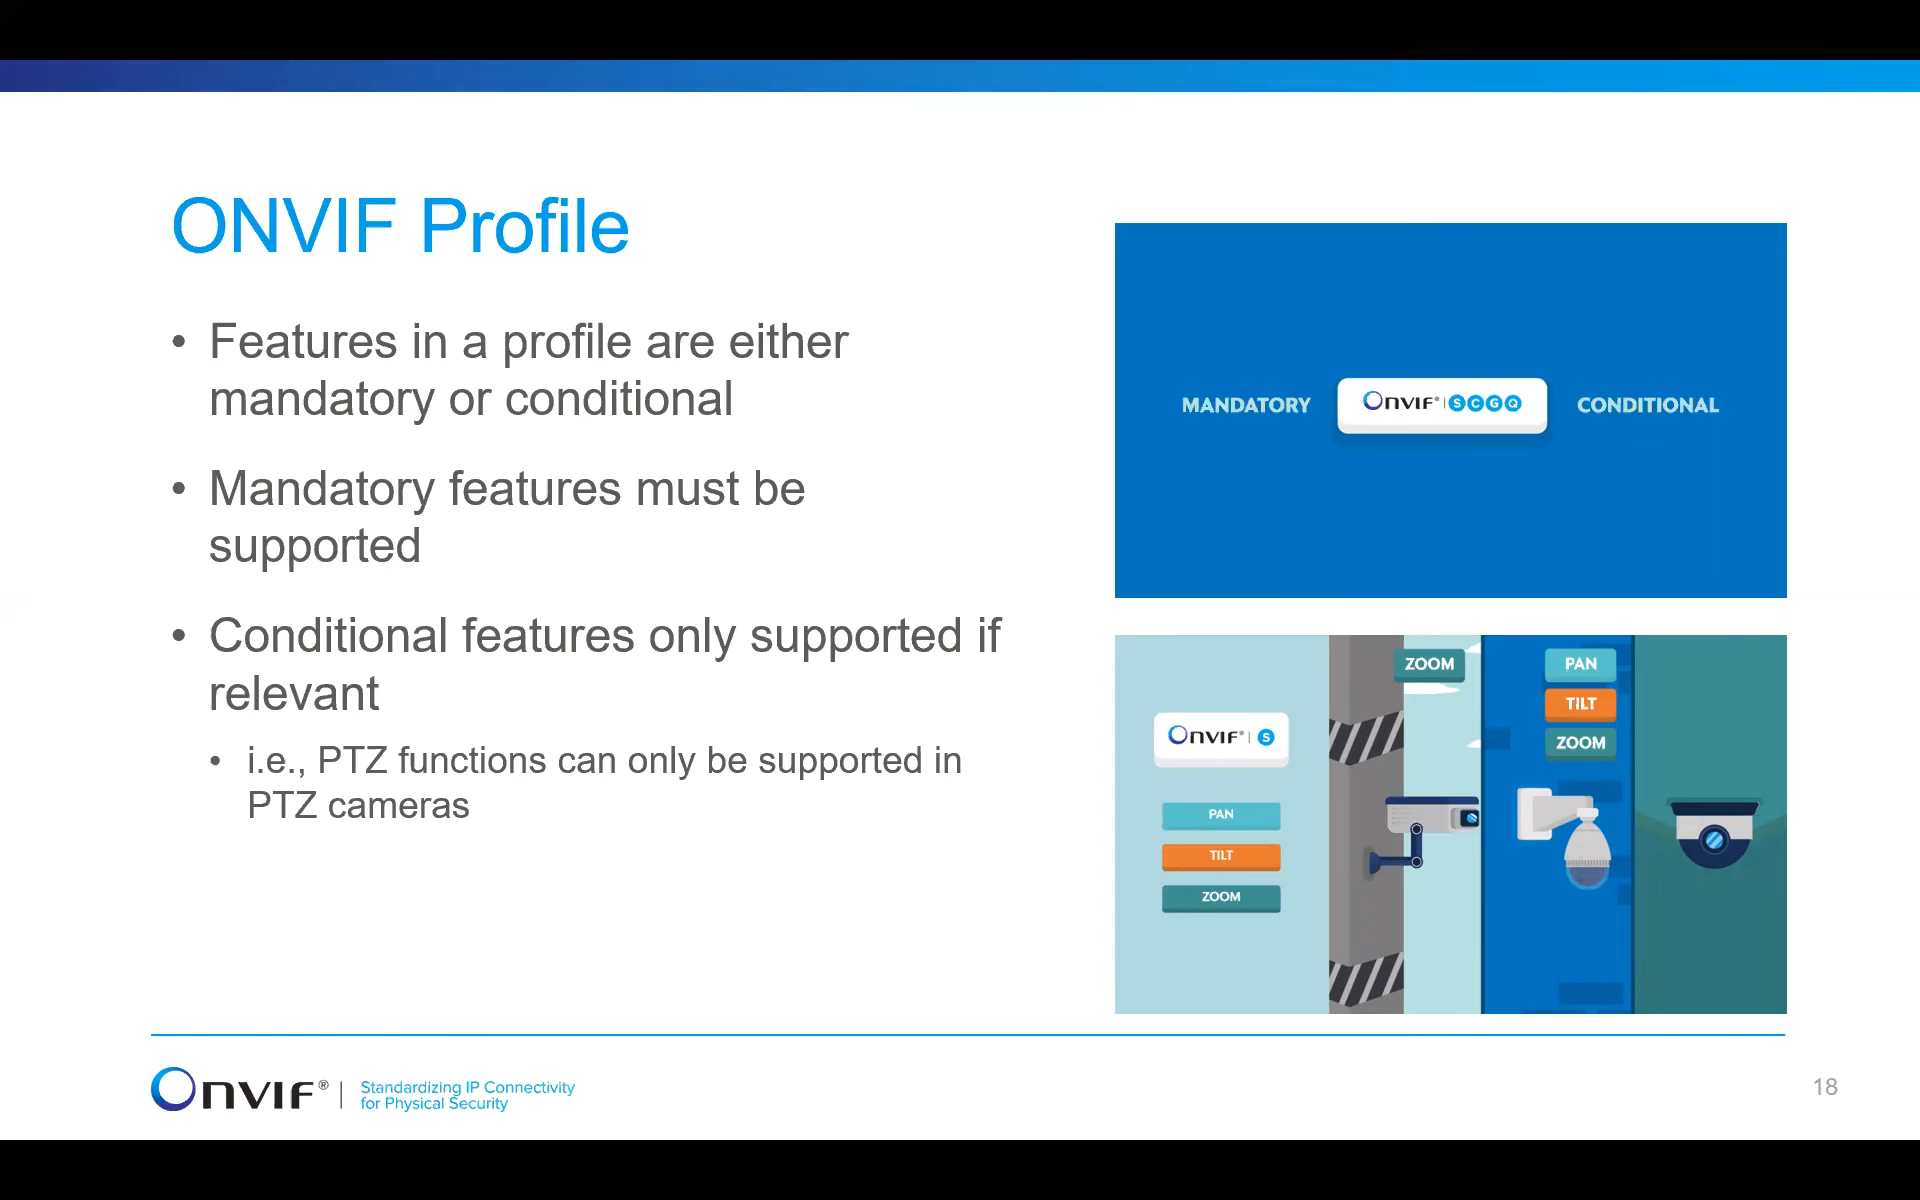 ONVIF Profile
• Features in a profile are either
mandatory or conditional
• Mandatory features must be
supported
• Conditional features only supported if
relevant
• i.e., PTZ functions can only be supported in
PTZ cameras
MANDATORY
ONVIF® | S C G Q
CONDITIONAL
ONVIF® | S
PAN
TILT
ZOOM
ZOOM
PAN
TILT
ZOOM
ONVIF® |
Standardizing IP Connectivity
for Physical Security
18